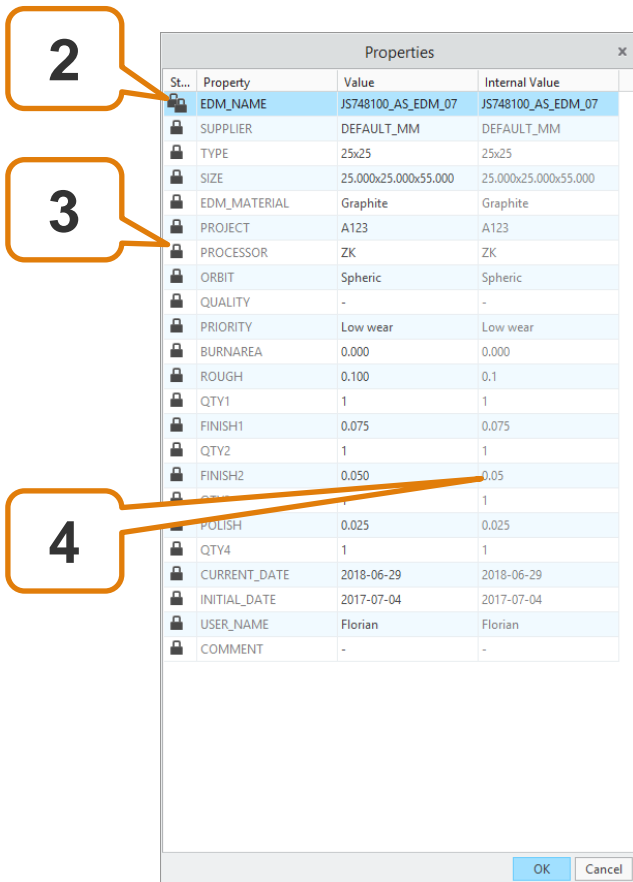 2
Properties ×
St... Property Value Internal Value
EDM_NAME JS748100_AS_EDM_07 JS748100_AS_EDM_07
SUPPLIER DEFAULT_MM DEFAULT_MM
TYPE 25x25 25x25
SIZE 25.000x25.000x55.000 25.000x25.000x55.000
3
EDM_MATERIAL Graphite Graphite
PROJECT A123 A123
PROCESSOR ZK ZK
ORBIT Spheric Spheric
QUALITY - -
PRIORITY Low wear Low wear
BURNAREA 0.000 0.000
ROUGH 0.100 0.1
QTY1 1 1
FINISH1 0.075 0.075
QTY2 1 1
FINISH2 0.050 0.05
1 1
4
POLISH 0.025 0.025
QTY4 1 1
CURRENT_DATE 2018-06-29 2018-06-29
INITIAL_DATE 2017-07-04 2017-07-04
USER_NAME Florian Florian
COMMENT - -
OK Cancel